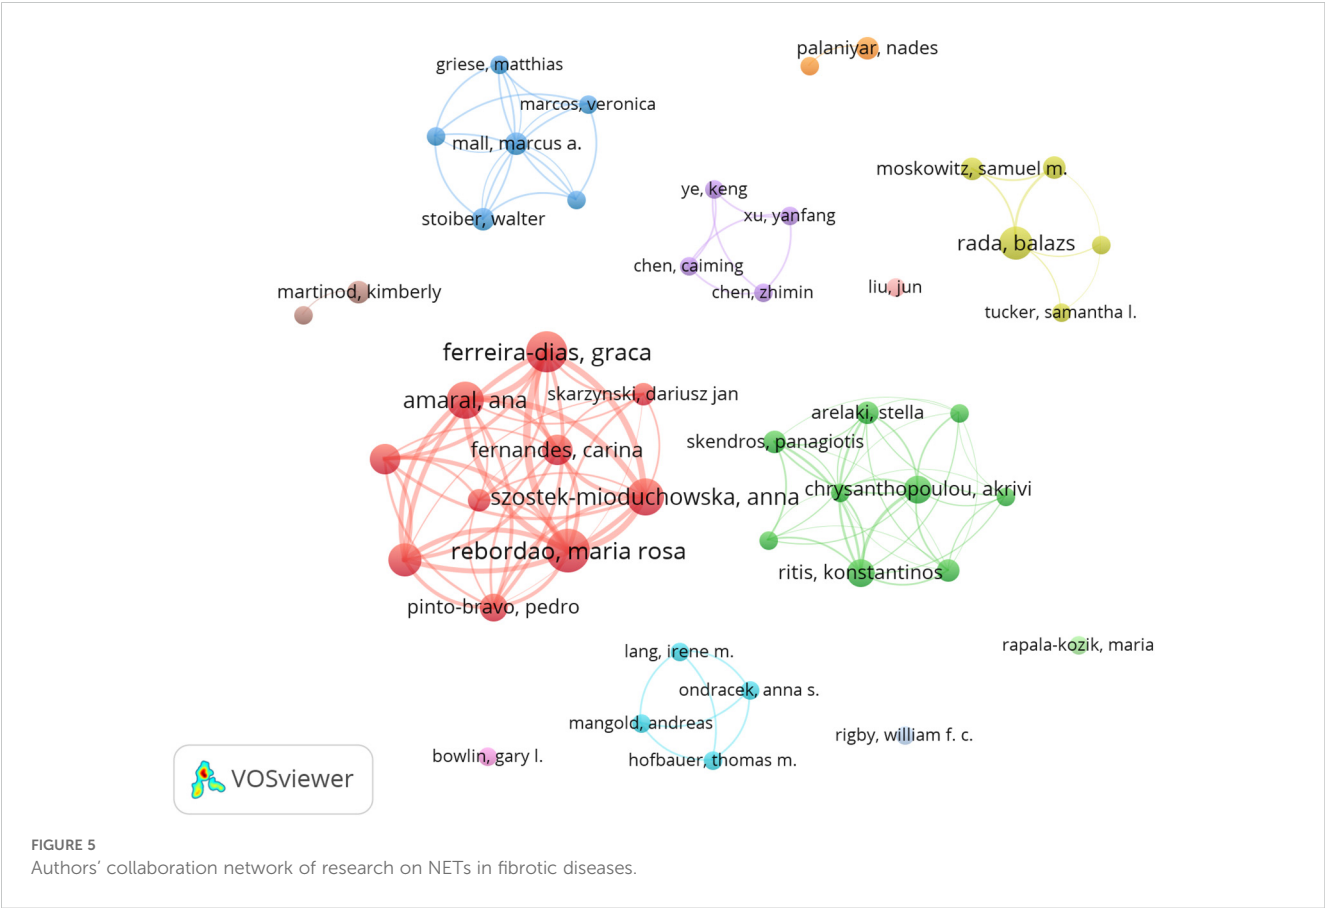 palaniyar, nades
griese, matthias
marcos, veronica
mall, marcus a.
moskowitz, samuel m.
ye, keng
xu, yanfang
stoiber, walter
rada, balazs
chen, caiming
chen, zhimin
liu, jun
martinod, kimberly
tucker, samantha l.
ferreira-dias, graca
skarzynski, dariusz jan
amaral, ana
arelaki, stella
skendros, panagiotis
fernandes, carina
szostek-mioduchowska, anna
chrysanthopoulou, akrivi
rebordao, maria rosa
ritis, konstantinos
pinto-bravo, pedro
rapala-kozik, maria
lang, irene m.
ondracek, anna s.
mangold, andreas
rigby, william f. c.
bowlin, gary l.
hofbauer, thomas m.
VOSviewer
FIGURE 5
Authors' collaboration network of research on NETs in fibrotic diseases.